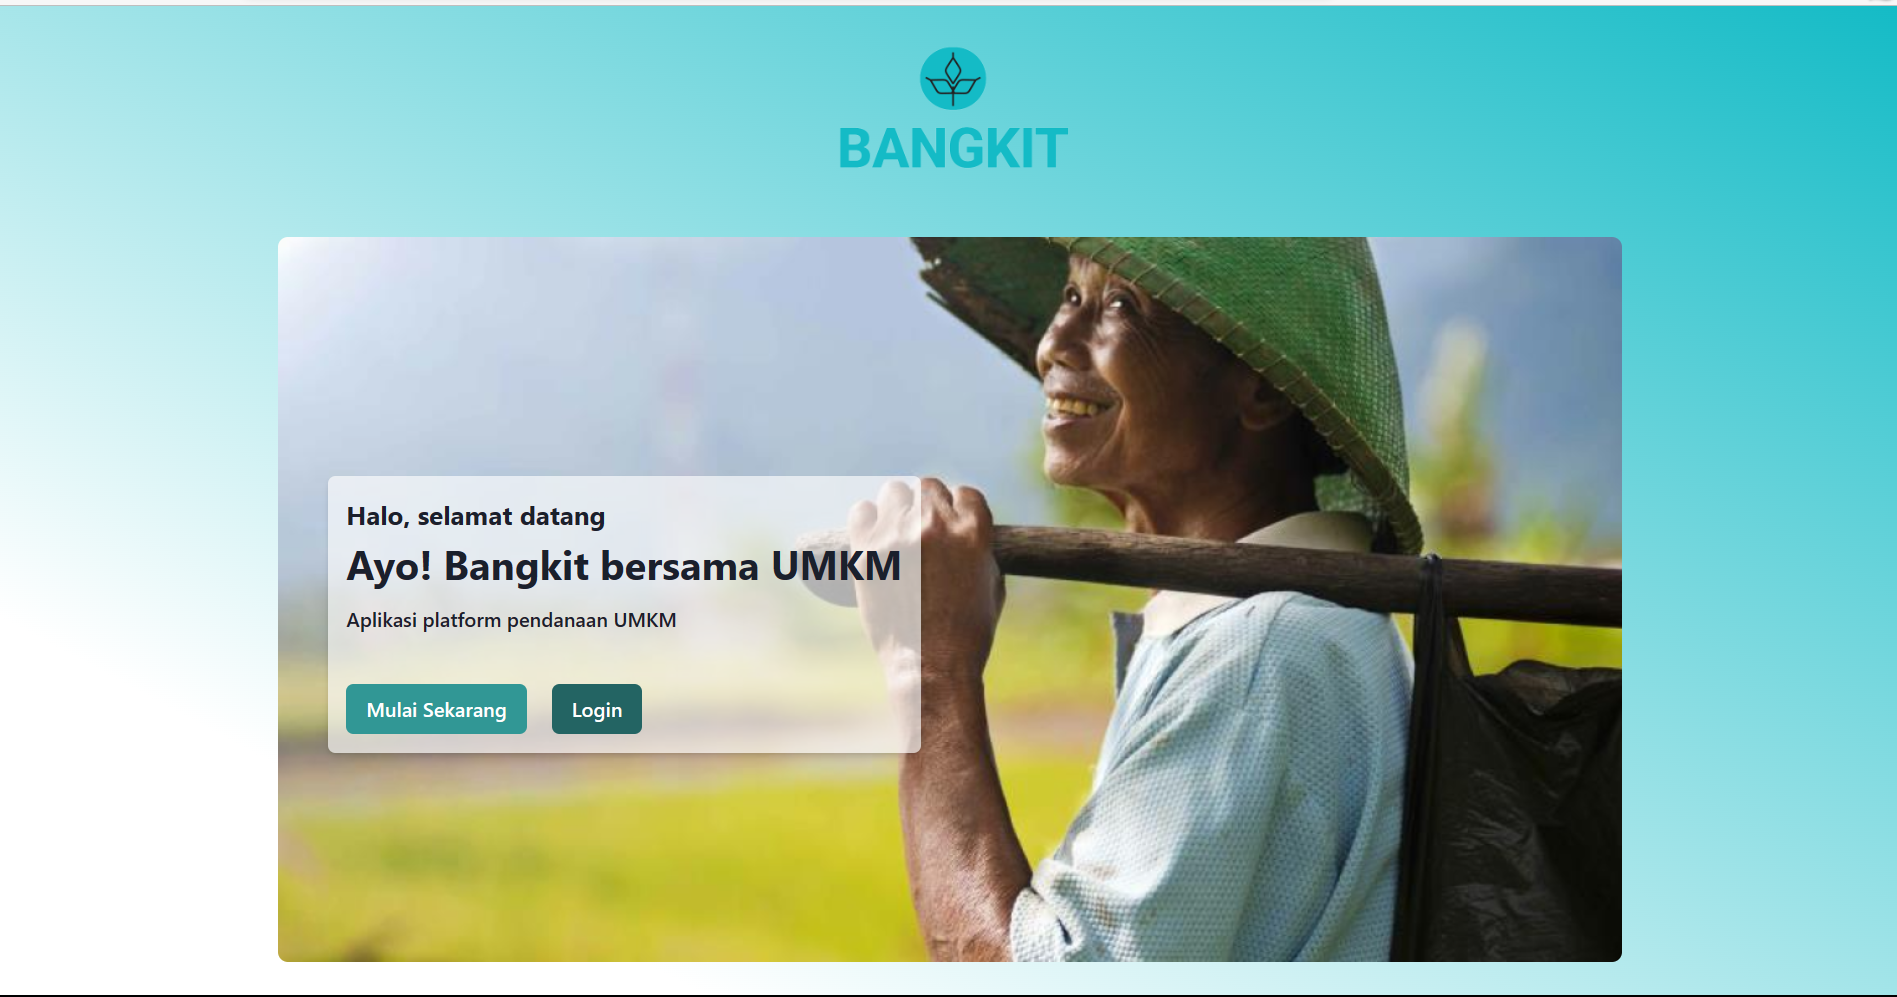 BANGKIT
Halo, selamat datang
Ayo! Bangkit bersama UMKM
Aplikasi platform pendanaan UMKM
Mulai Sekarang
Login